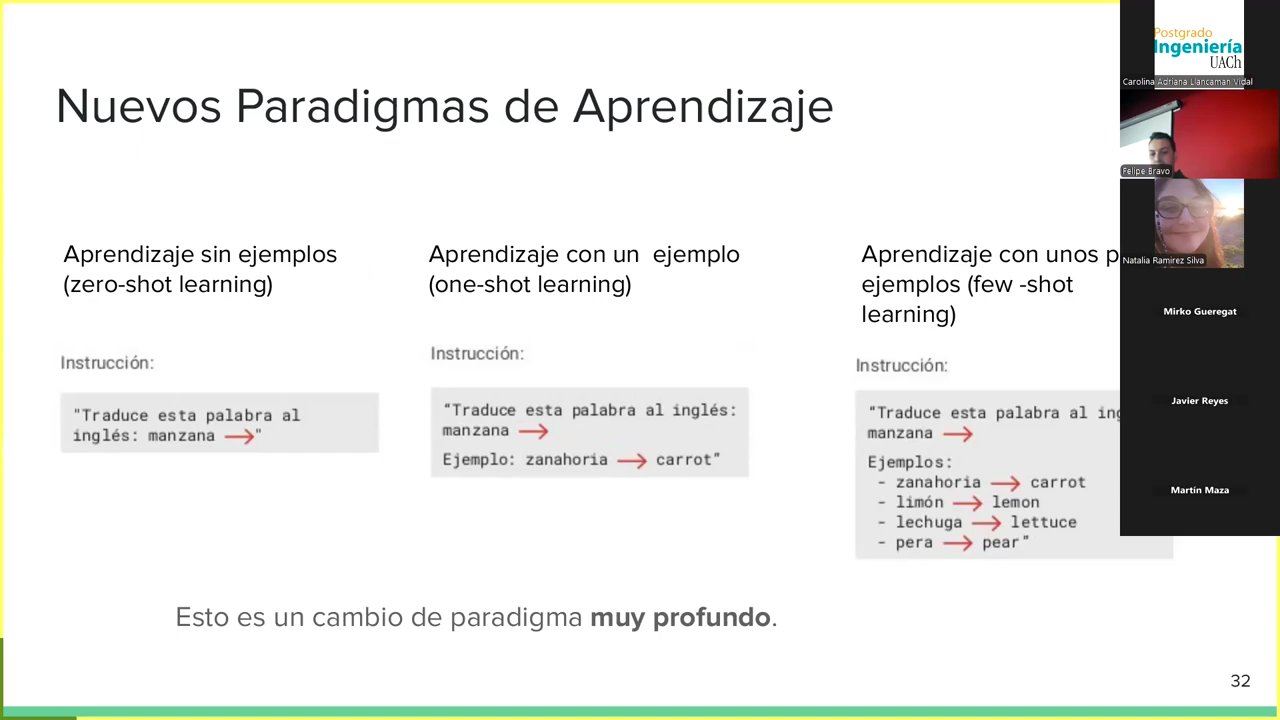 Nuevos Paradigmas de Aprendizaje
Aprendizaje sin ejemplos
(zero-shot learning)
Instrucción:
"Traduce esta palabra al
inglés: manzana →"
Aprendizaje con un  ejemplo
(one-shot learning)
Instrucción:
“Traduce esta palabra al inglés:
manzana →
Ejemplo: zanahoria → carrot”
Aprendizaje con unos
ejemplos (few -shot
learning)
Instrucción:
“Traduce esta palabra al
manzana →
Ejemplos:
- zanahoria → carrot
- limón → lemon
- lechuga → lettuce
- pera → pear”
Esto es un cambio de paradigma muy profundo.
32
Postgrado
Ingeniería
UACh
Carolina Adriana Llancaman Vidal
Felipe Bravo
Natalia Ramirez Silva
Mirko Gueregat
Javier Reyes
Martín Maza